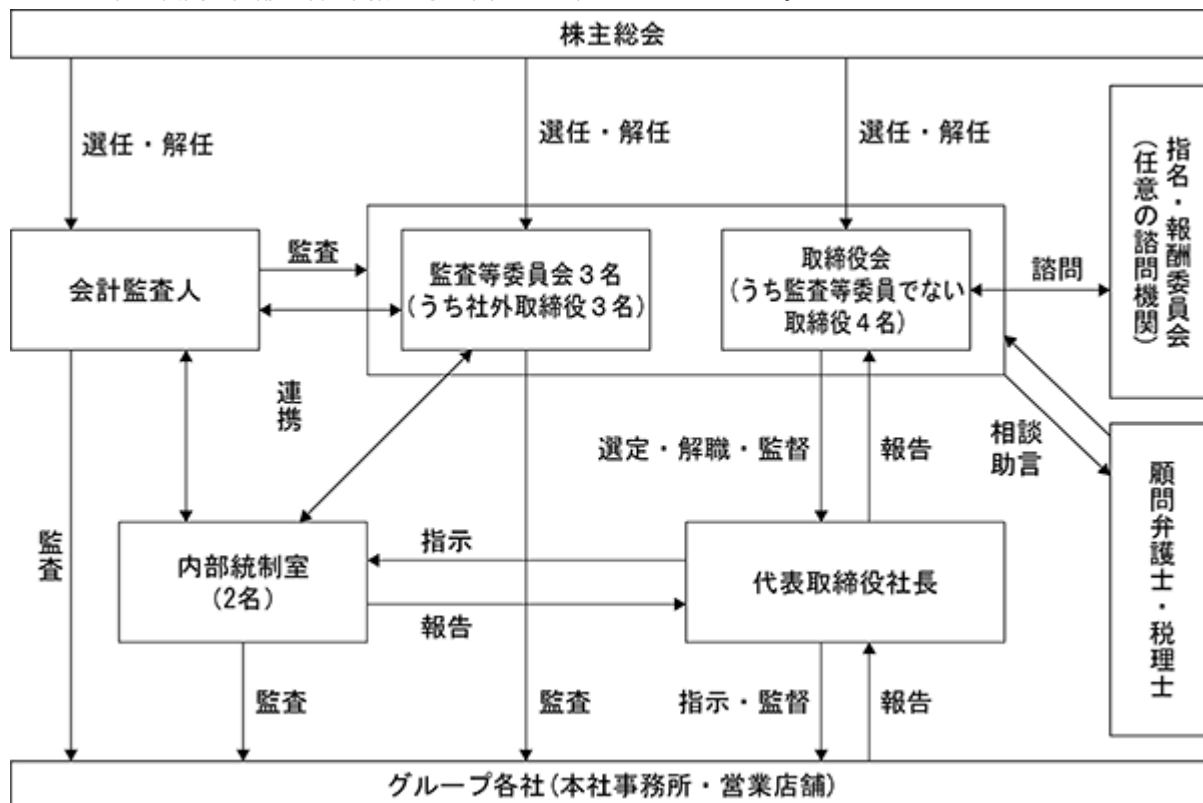 株主総会
選任・解任
選任・解任
選任・解任
指名・報酬委員会
(任意の諮問機関)
会計監査人
監査
監査等委員会3名
(うち社外取締役3名)
取締役会
(うち監査等委員でない
取締役4名)
諮問
連携
選定・解職・監督
報告
相談
助言
顧問弁護士・税理士
監査
内部統制室
(2名)
指示
報告
代表取締役社長
監査
監査
指示・監督
報告
グループ各社(本社事務所・営業店舗)